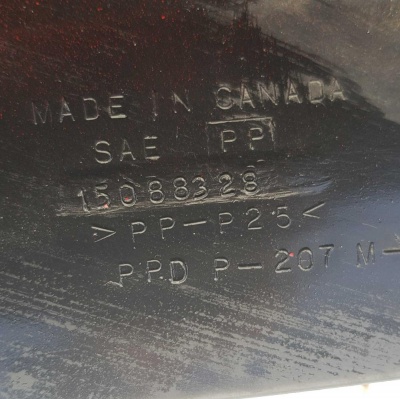 MADE IN CANADA
SAE PP
15088328
>PP-P25<
PPD P-207 M-